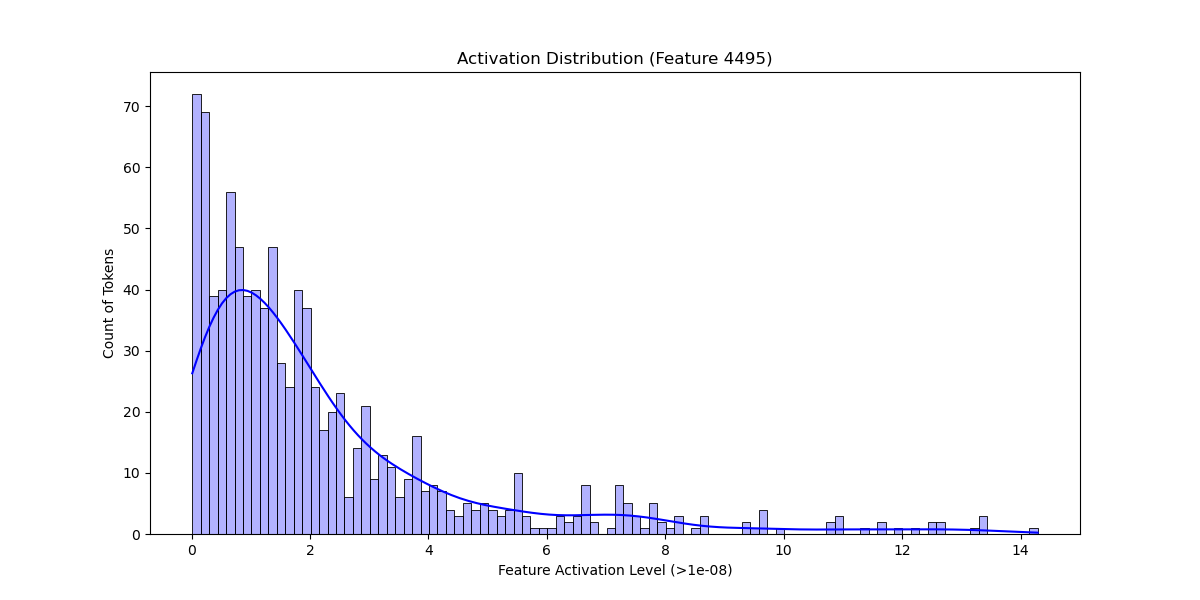 Activation Distribution (Feature 4495)
Count of Tokens
70
60
50
40
30
20
10
0
0 2 4 6 8 10 12 14
Feature Activation Level (>1e-08)